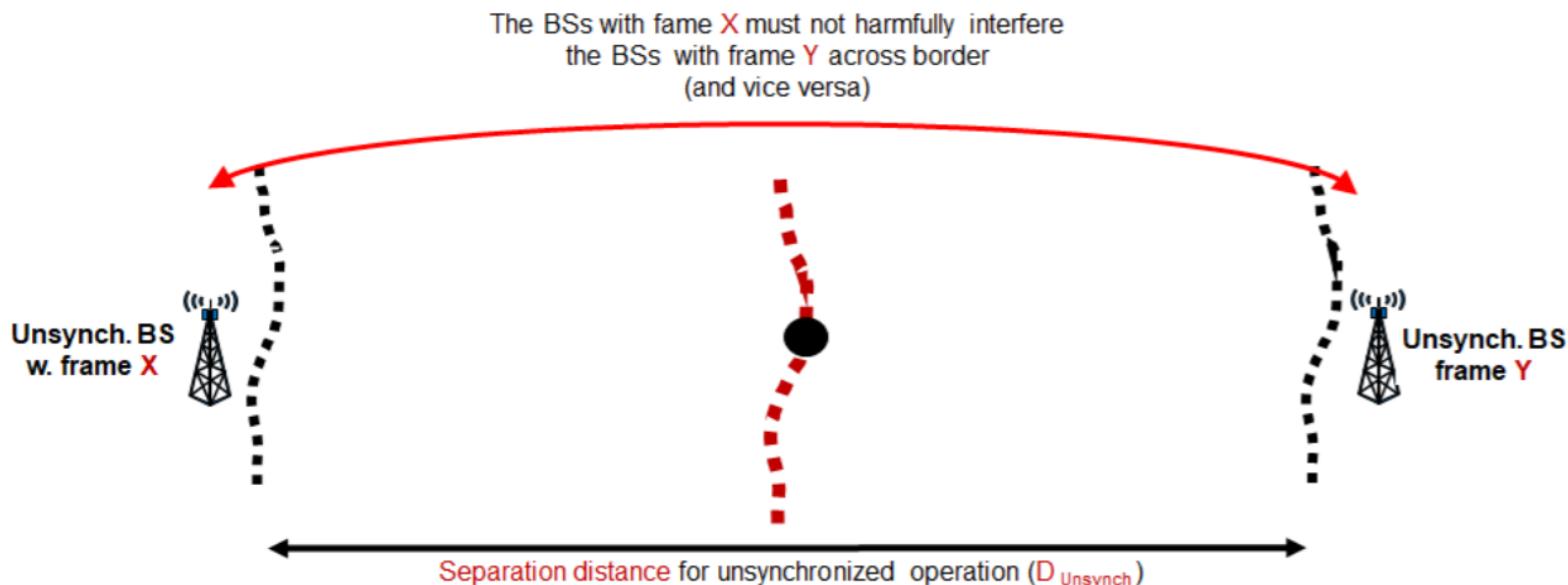 The BSs with fame X must not harmfully interfere
the BSs with frame Y across border
(and vice versa)
Unsynch. BS
w. frame X
Unsynch. BS
frame Y
Separation distance for unsynchronized operation (D Unsynch)